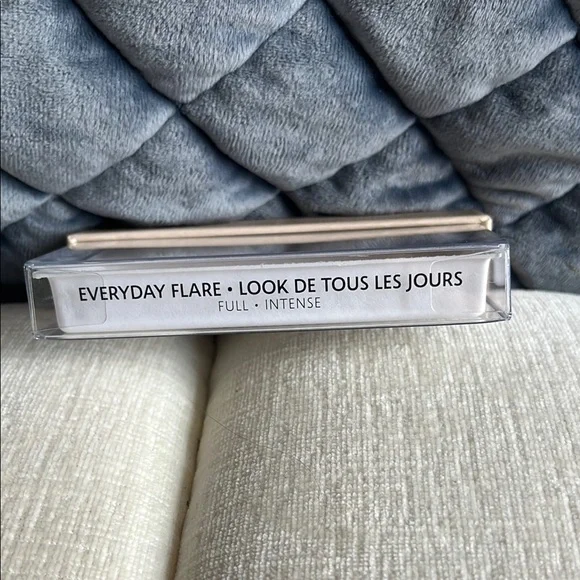 EVERYDAY FLARE • LOOK DE TOUS LES JOURS
FULL • INTENSE